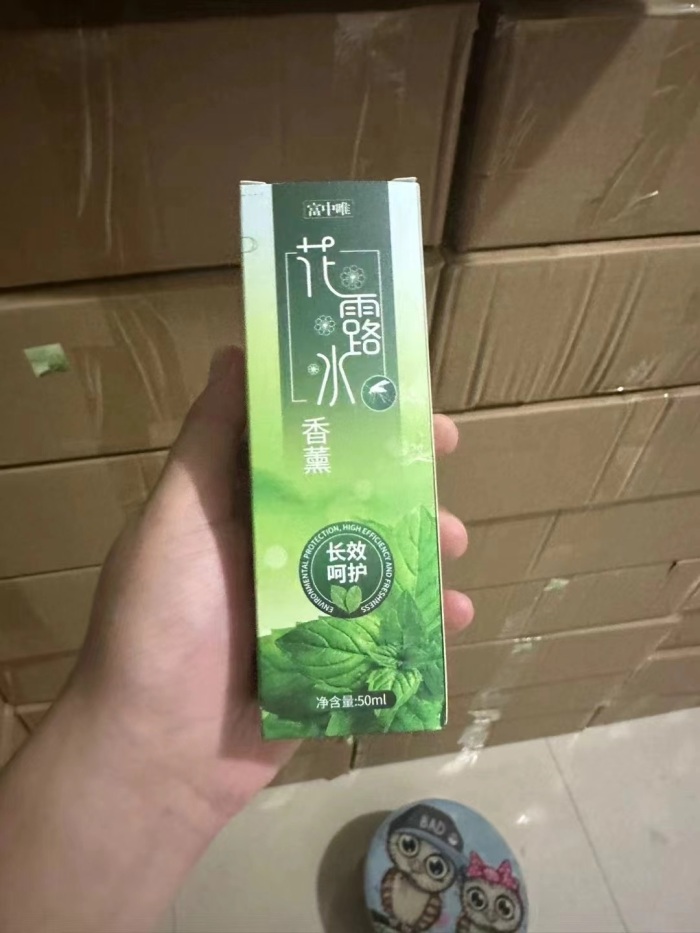 富中唯
花露水
香薰
ENVIRONMENTAL PROTECTION, HIGH EFFICIENCY AND FRESHNESS
长效
呵护
净含量:50ml
BAD